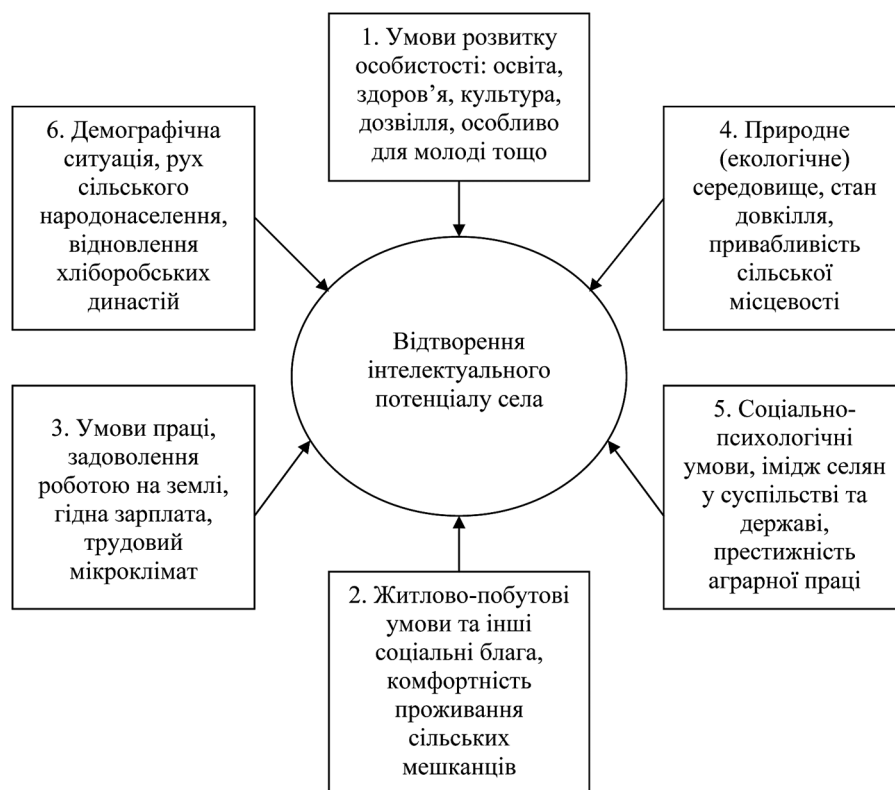 1. Умови розвитку
особистості: освіта,
здоров’я, культура,
дозвілля, особливо
для молоді тощо
6. Демографічна
ситуація, рух
сільського
народонаселення,
відновлення
хліборобських
династій
4. Природне
(екологічне)
середовище, стан
довкілля,
привабливість
сільської
місцевості
Відтворення
інтелектуального
потенціалу села
3. Умови праці,
задоволення
роботою на землі,
гідна зарплата,
трудовий
мікроклімат
5. Соціально-
психологічні
умови, імідж селян
у суспільстві та
державі,
престижність
аграрної праці
2. Житлово-побутові
умови та інші
соціальні блага,
комфортність
проживання
сільських
мешканців